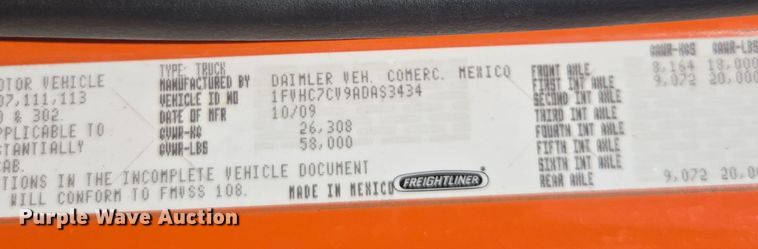 TYPE: TRUCK
OTOR VEHICLE
MANUFACTURED BY DAIMLER VEH. COMERC. MEXICO
07,111,113
VEHICLE ID NO 1FVHC7CV9ADAS3434
0 & 302.
DATE OF MFR 10/09
PPLICABLE TO
GVWR-KG 26,308
STANTIALLY
GVWR-LBS 58,000
CAB.
TIONS IN THE INCOMPLETE VEHICLE DOCUMENT
WILL CONFORM TO FMVSS 108.
MADE IN MEXICO
FREIGHTLINER
GAWR-KGS GAWR-LBS
FRONT AXLE 8,164 18,000
FIRST INT AXLE 9,072 20,000
SECOND INT AXLE
THIRD INT AXLE
FOURTH INT AXLE
FIFTH INT AXLE
SIXTH INT AXLE
REAR AXLE 9,072 20,00
Purple Wave Auction